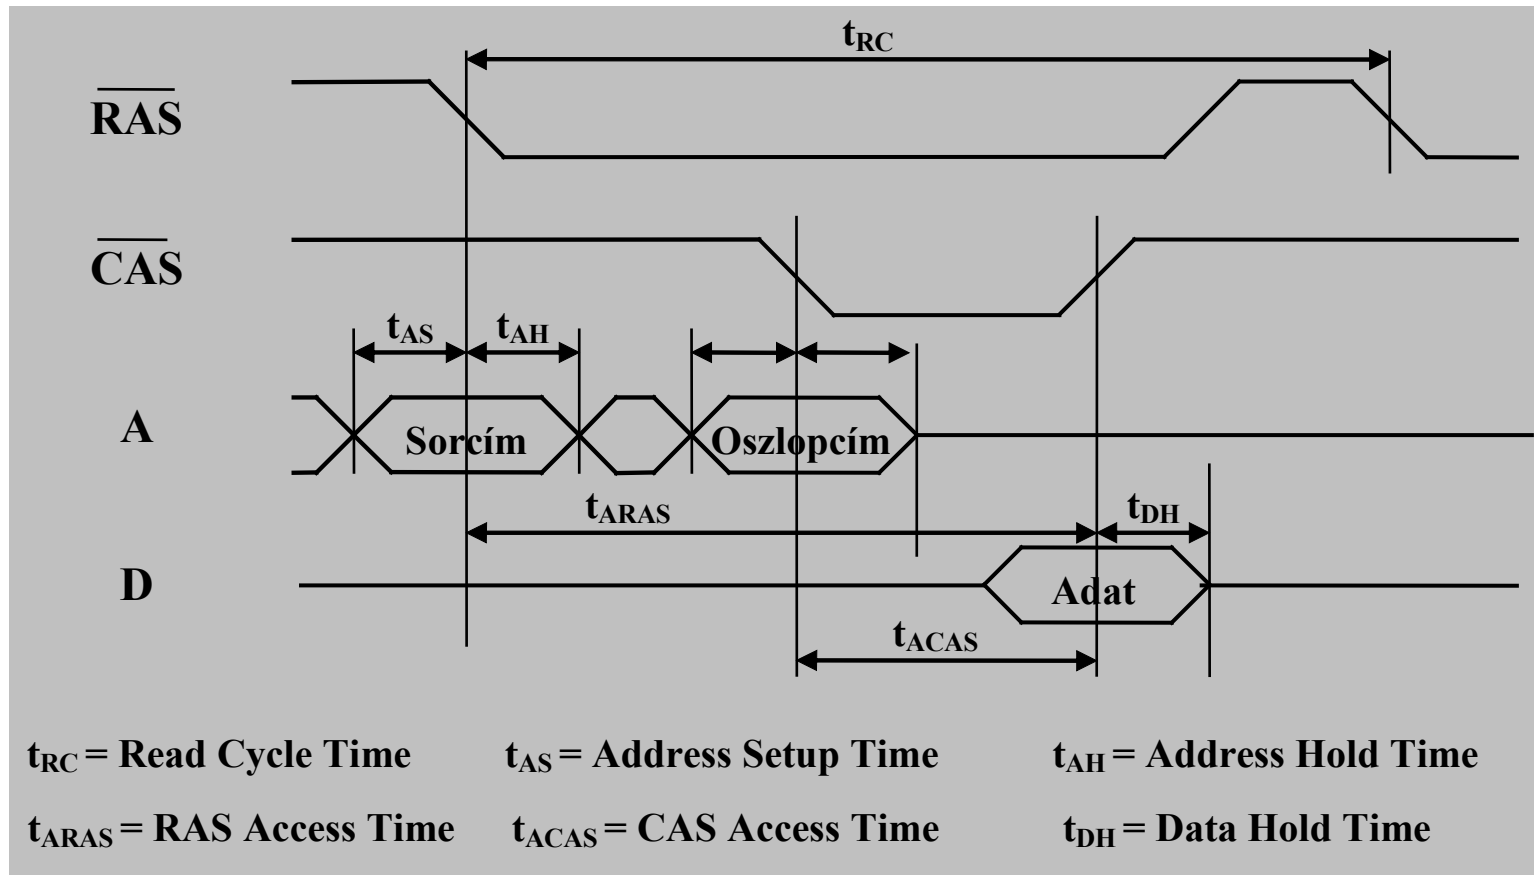 tRC
RAS
CAS
tAS tAH
A Sorcím Oszlopcím
tARAS tDH
D Adat
tACAS
tRC = Read Cycle Time tAS = Address Setup Time tAH = Address Hold Time
tARAS = RAS Access Time tACAS = CAS Access Time tDH = Data Hold Time